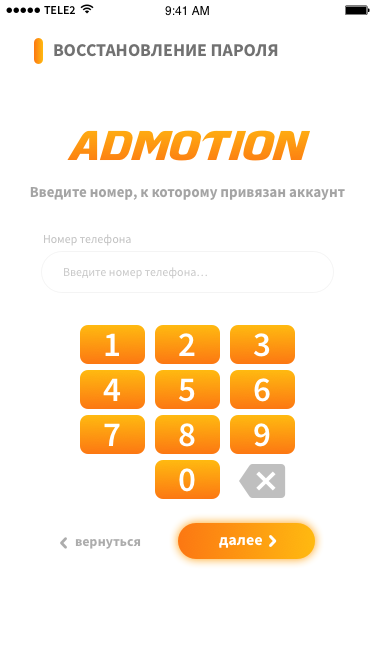 TELE2 9:41 AM
ВОССТАНОВЛЕНИЕ ПАРОЛЯ
ADMOTION
Введите номер, к которому привязан аккаунт
Номер телефона
Введите номер телефона...
1 2 3
4 5 6
7 8 9
0
вернуться далее